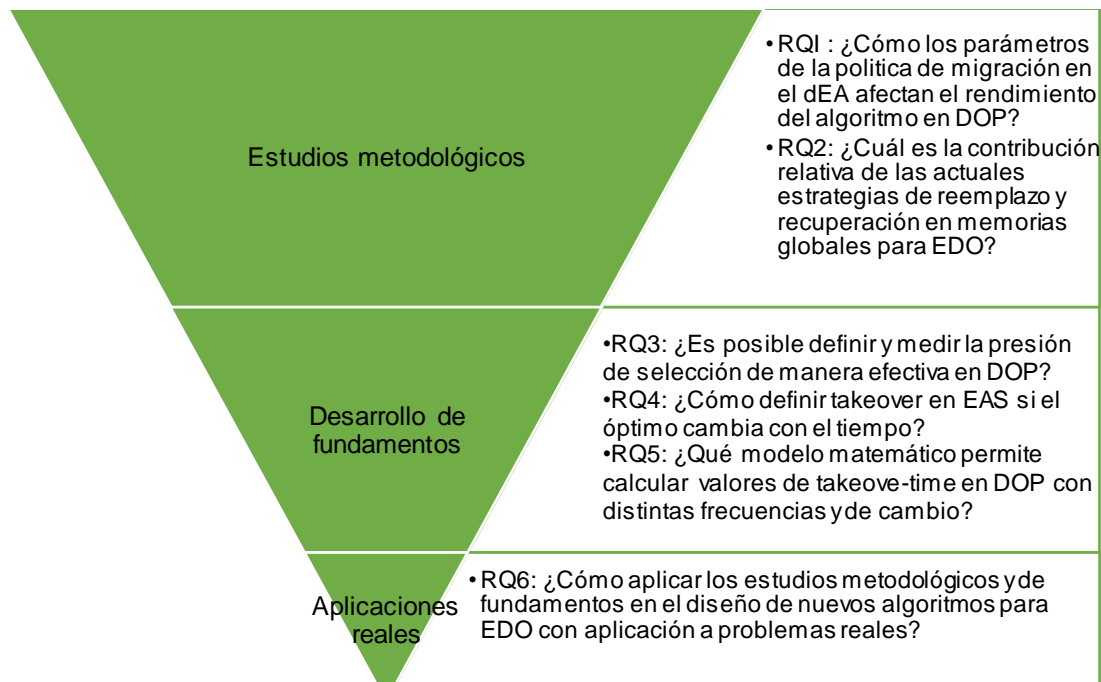 Estudios metodológicos
•RQI : ¿Cómo los parámetros
de la politica de migración en
el dEA afectan el rendimiento
del algoritmo en DOP?
•RQ2: ¿Cuál es la contribución
relativa de las actuales
estrategias de reemplazo y
recuperación en memorias
globales para EDO?
Desarrollo de
fundamentos
•RQ3: ¿Es posible definir y medir la presión
de selección de manera efectiva en DOP?
•RQ4: ¿Cómo definir takeover en EAS si el
óptimo cambia con el tiempo?
•RQ5: ¿Qué modelo matemático permite
calcular valores de takeove-time en DOP con
distintas frecuencias y de cambio?
Aplicaciones
reales
•RQ6: ¿Cómo aplicar los estudios metodológicos y de
fundamentos en el diseño de nuevos algoritmos para
EDO con aplicación a problemas reales?